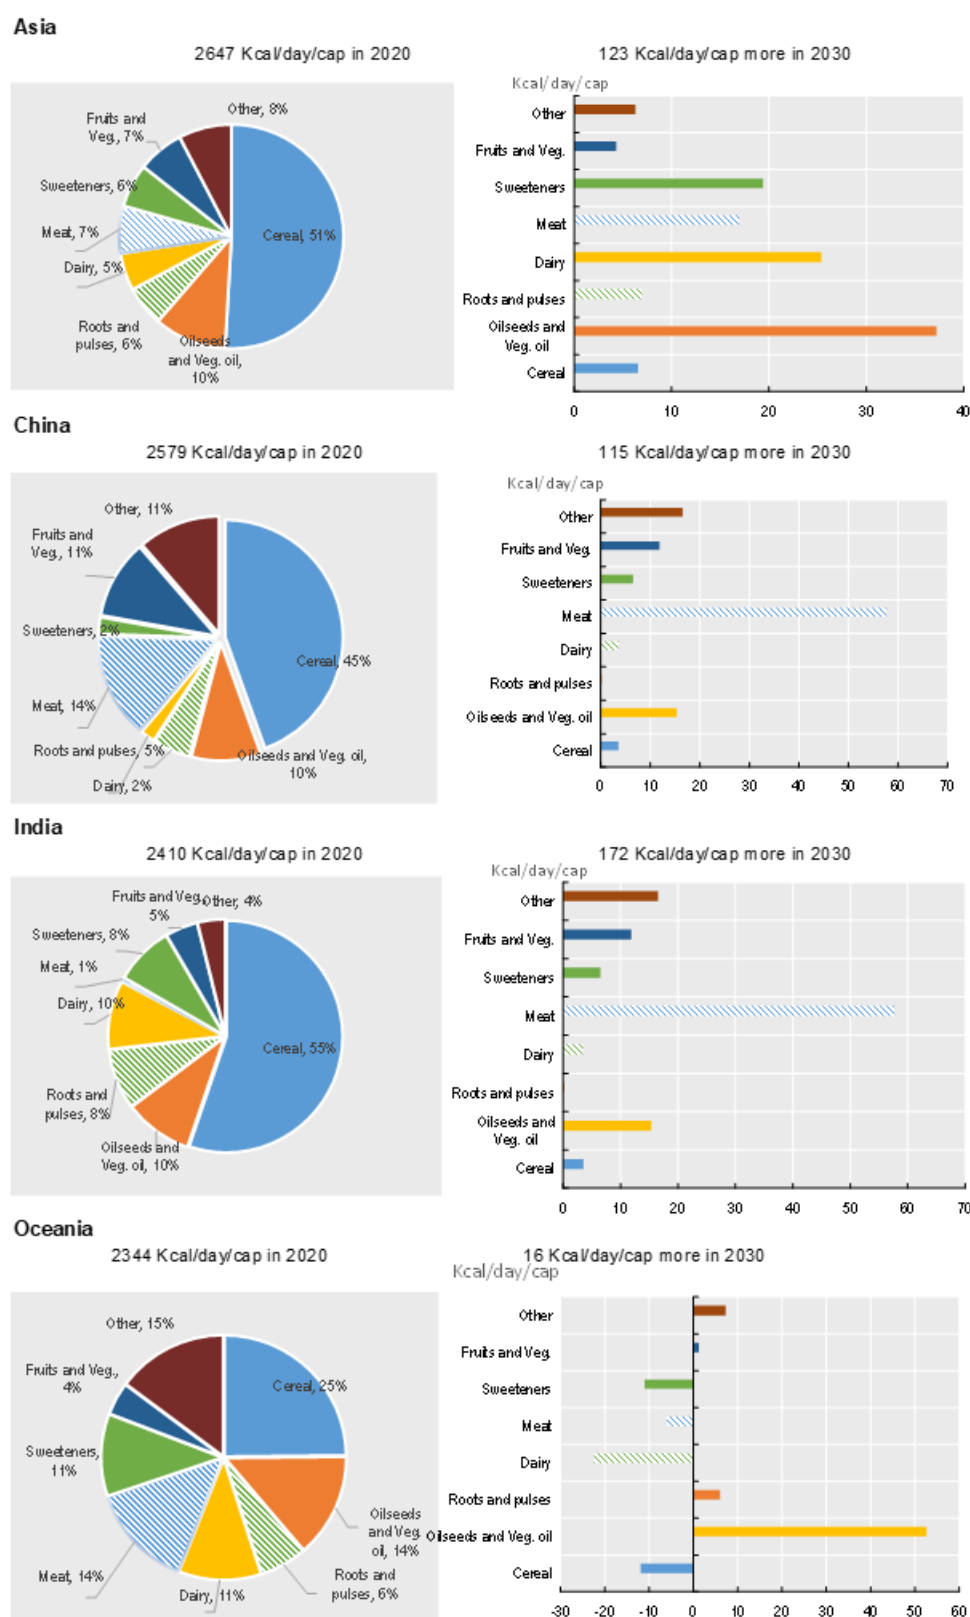 Asia
2647 Kcal/day/cap in 2020
123 Kcal/day/cap more in 2030
Other, 8%
Fruits and
Veg., 7%
Sweeteners, 6%
Meat, 7%
Dairy, 5%
Roots and
pulses, 6%
Oilseeds
and Veg. oil,
10%
Cereal, 51%
Kcal/day/cap
Other
Fruits and Veg.
Sweeteners
Meat
Dairy
Roots and pulses
Oilseeds and
Veg. oil
Cereal
0 10 20 30 40
China
2579 Kcal/day/cap in 2020
115 Kcal/day/cap more in 2030
Other, 11%
Fruits and
Veg., 11%
Sweeteners, 2%
Meat, 14%
Roots and pulses, 5%
Dairy, 2%
Oilseeds and Veg. oil,
10%
Cereal, 45%
Kcal/day/cap
Other
Fruits and Veg.
Sweeteners
Meat
Dairy
Roots and pulses
Oilseeds and Veg. oil
Cereal
0 10 20 30 40 50 60 70
India
2410 Kcal/day/cap in 2020
172 Kcal/day/cap more in 2030
Fruits and Veg.,
5%
Other, 4%
Sweeteners, 8%
Meat, 1%
Dairy, 10%
Roots and
pulses, 8%
Oilseeds and
Veg. oil, 10%
Cereal, 55%
Kcal/day/cap
Other
Fruits and Veg.
Sweeteners
Meat
Dairy
Roots and pulses
Oilseeds and
Veg. oil
Cereal
0 10 20 30 40 50 60 70
Oceania
2344 Kcal/day/cap in 2020
16 Kcal/day/cap more in 2030
Other, 15%
Fruits and Veg.,
4%
Sweeteners,
11%
Meat, 14%
Dairy, 11%
Roots and
pulses, 6%
Oilseeds
and Veg.
oil, 14%
Cereal, 25%
Kcal/day/cap
Other
Fruits and Veg.
Sweeteners
Meat
Dairy
Roots and pulses
Oilseeds and Veg. oil
Cereal
-30 -20 -10 0 10 20 30 40 50 60